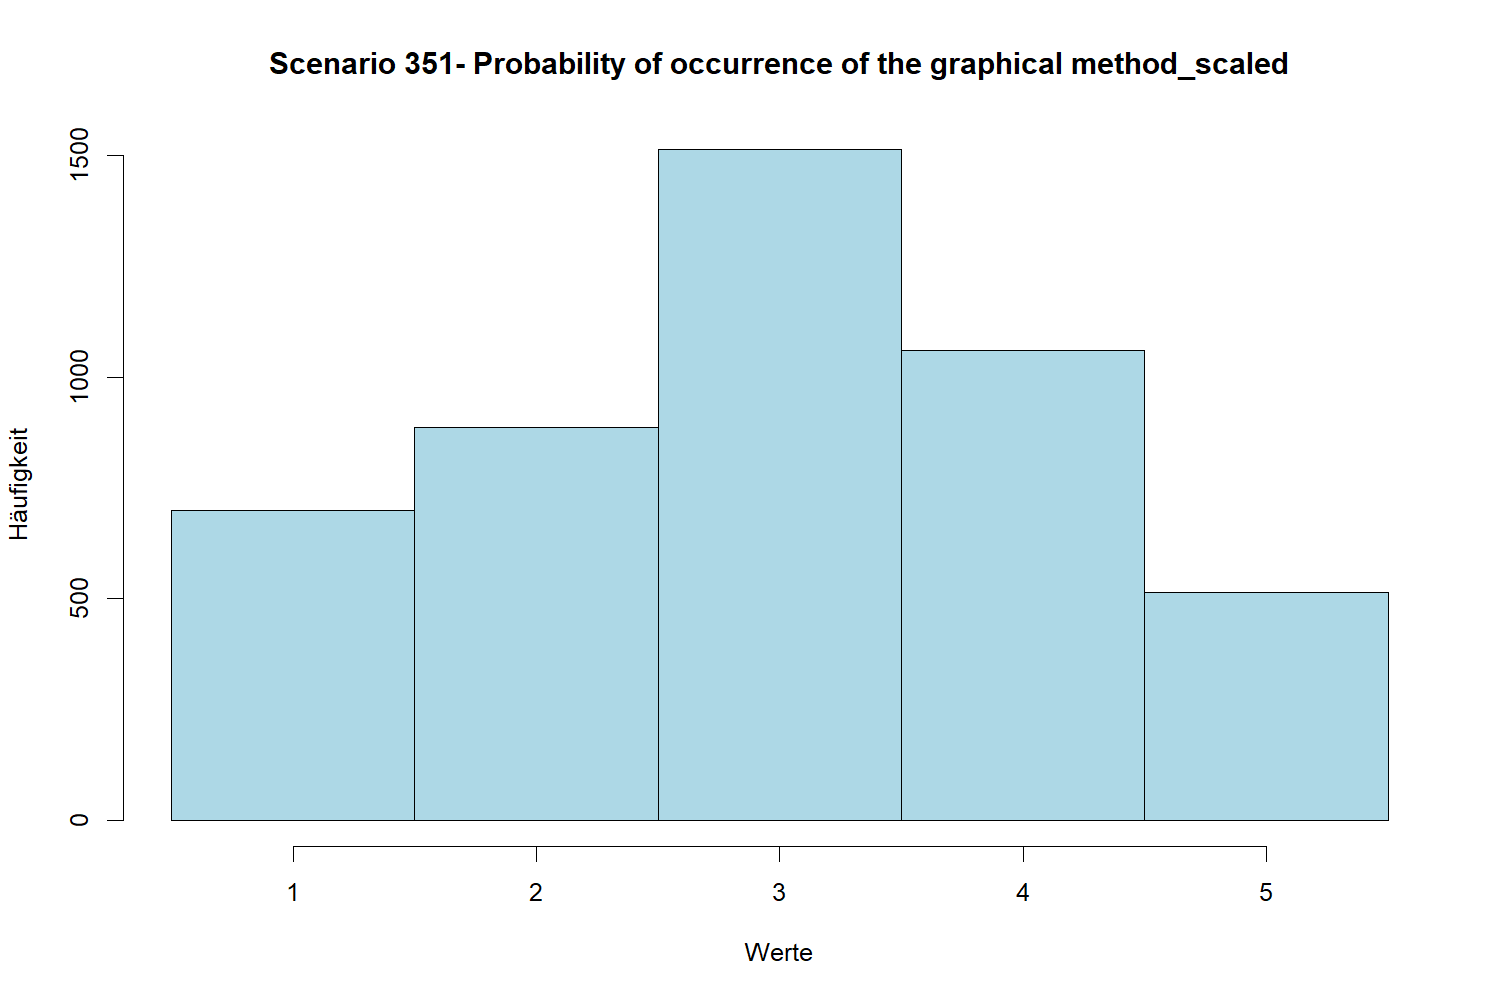 Scenario 351- Probability of occurrence of the graphical method_scaled
Häufigkeit
1500
1000
500
0
1 2 3 4 5
Werte